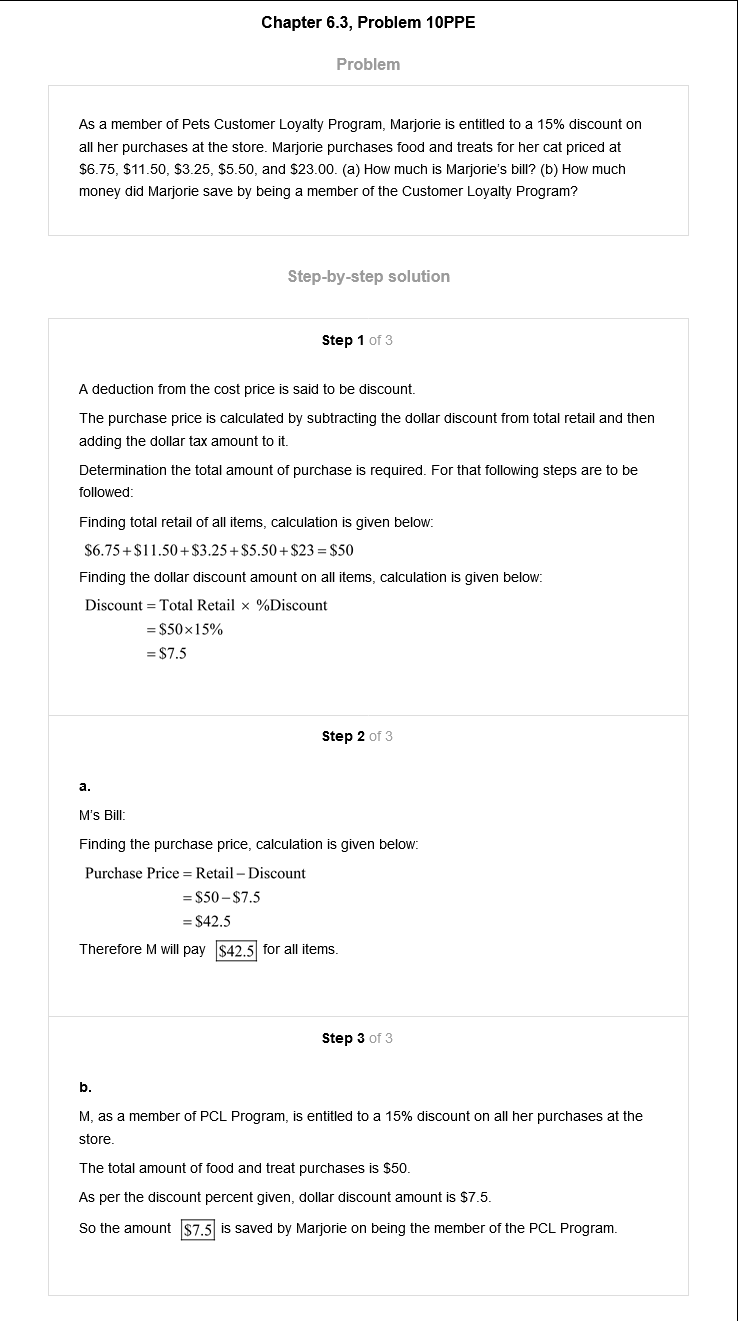 Chapter 6.3, Problem 10PPE
Problem
As a member of Pets Customer Loyalty Program, Marjorie is entitled to a 15% discount on
all her purchases at the store. Marjorie purchases food and treats for her cat priced at
$6.75, $11.50, $3.25, $5.50, and $23.00. (a) How much is Marjorie's bill? (b) How much
money did Marjorie save by being a member of the Customer Loyalty Program?
Step-by-step solution
Step 1 of 3
A deduction from the cost price is said to be discount.
The purchase price is calculated by subtracting the dollar discount from total retail and then
adding the dollar tax amount to it.
Determination the total amount of purchase is required. For that following steps are to be
followed:
Finding total retail of all items, calculation is given below:
$6.75 + $11.50 + $3.25 + $5.50 + $23 = $50
Finding the dollar discount amount on all items, calculation is given below:
Discount = Total Retail × %Discount
= $50×15%
= $7.5
Step 2 of 3
a.
M's Bill:
Finding the purchase price, calculation is given below:
Purchase Price = Retail – Discount
= $50 – $7.5
= $42.5
Therefore M will pay $42.5 for all items.
Step 3 of 3
b.
M, as a member of PCL Program, is entitled to a 15% discount on all her purchases at the
store.
The total amount of food and treat purchases is $50.
As per the discount percent given, dollar discount amount is $7.5.
So the amount $7.5 is saved by Marjorie on being the member of the PCL Program.